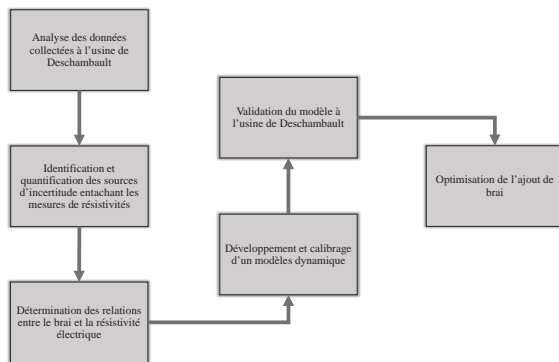 Analyse des données
collectées à l'usine de
Deschambault
Identification et
quantification des sources
d'incertitude entachant les
mesures de résistivités
Détermination des relations
entre le brai et la résistivité
électrique
Développement et calibrage
d'un modèles dynamique
Validation du modèle à
l'usine de Deschambault
Optimisation de l'ajout de
brai